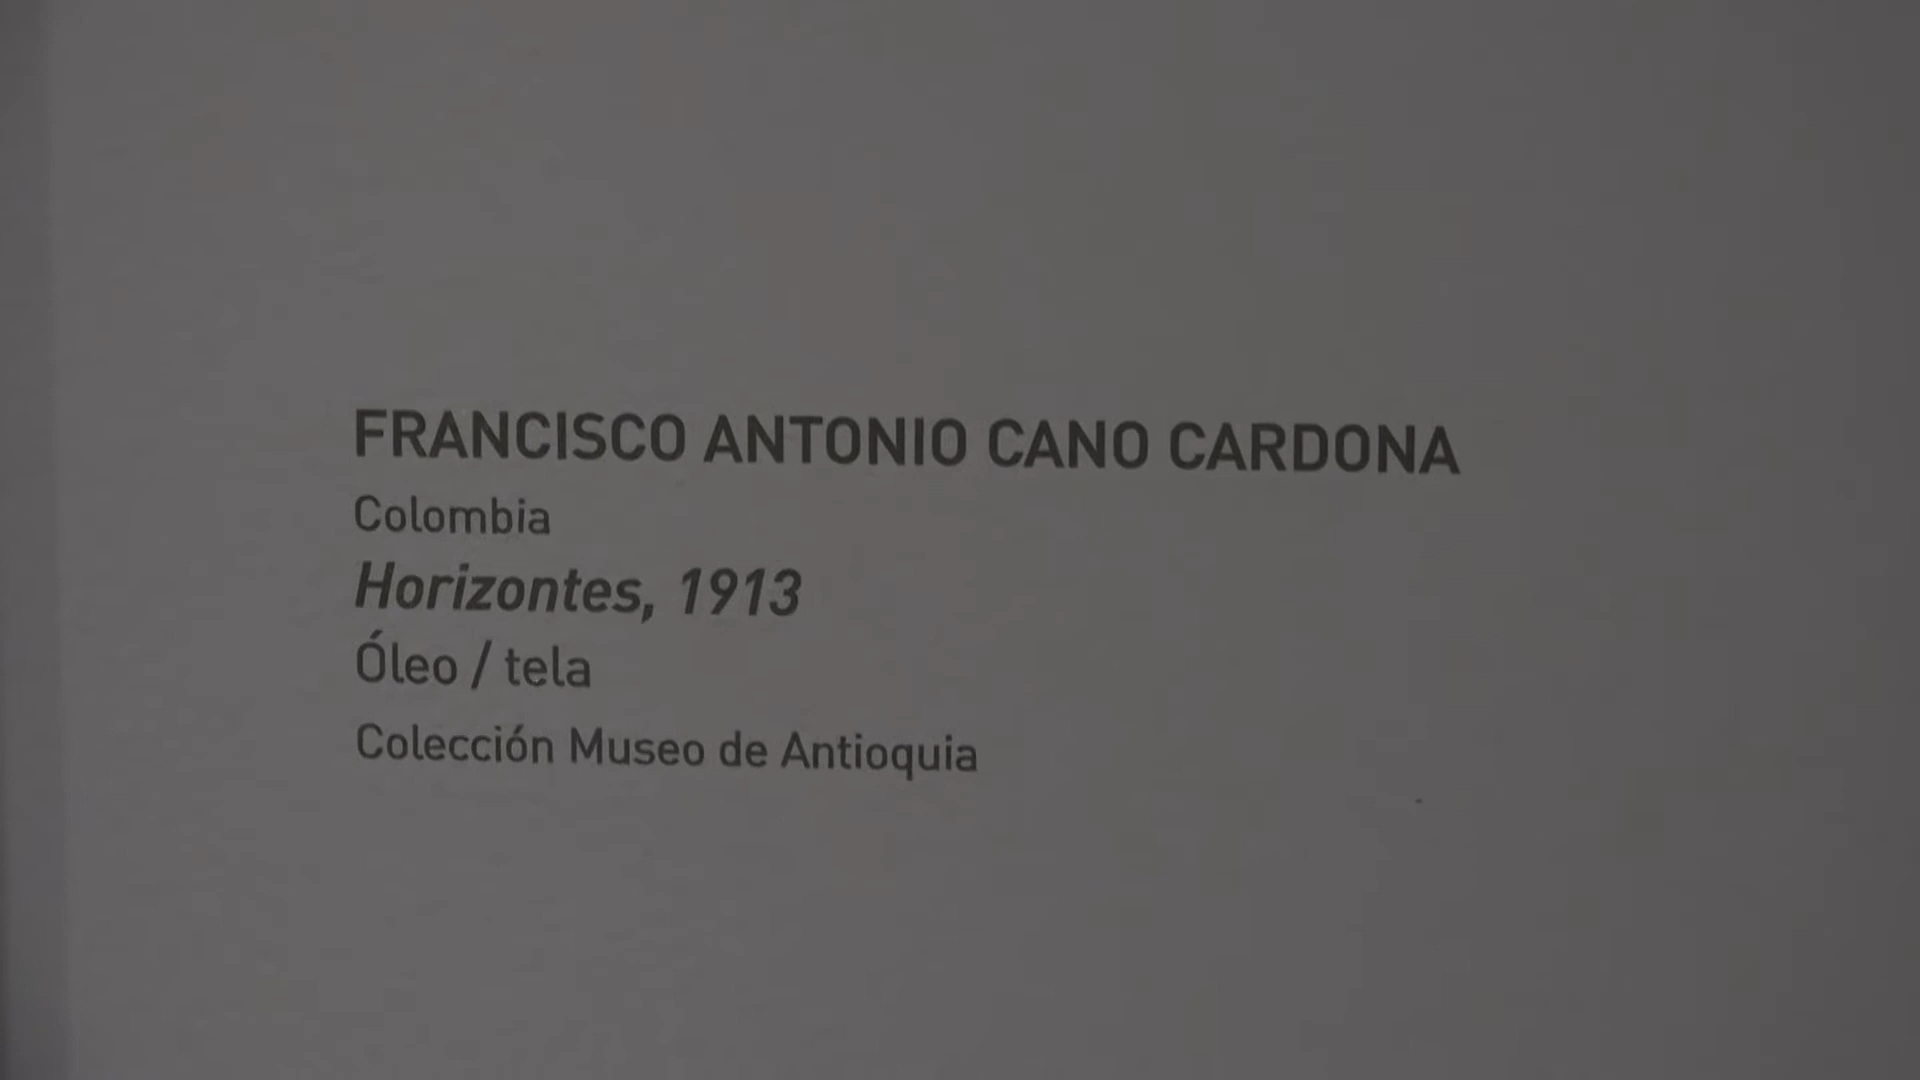 FRANCISCO ANTONIO CANO CARDONA
Colombia
Horizontes, 1913
Óleo / tela
Colección Museo de Antioquia